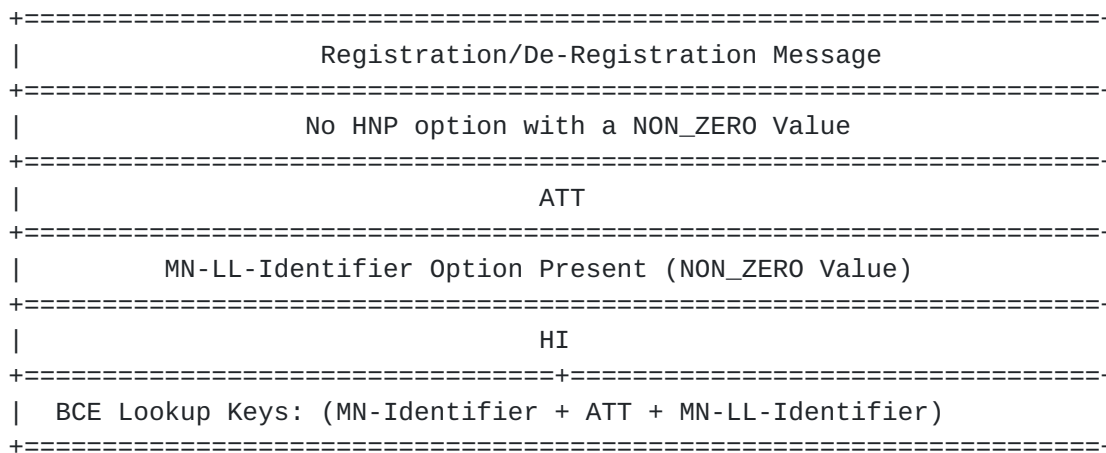 +=====================================================================
| Registration/De-Registration Message
+=====================================================================
| No HNP option with a NON_ZERO Value
+=====================================================================
| ATT
+=====================================================================
| MN-LL-Identifier Option Present (NON_ZERO Value)
+=====================================================================
| HI
+==================================+==================================
| BCE Lookup Keys: (MN-Identifier + ATT + MN-LL-Identifier)
+=====================================================================